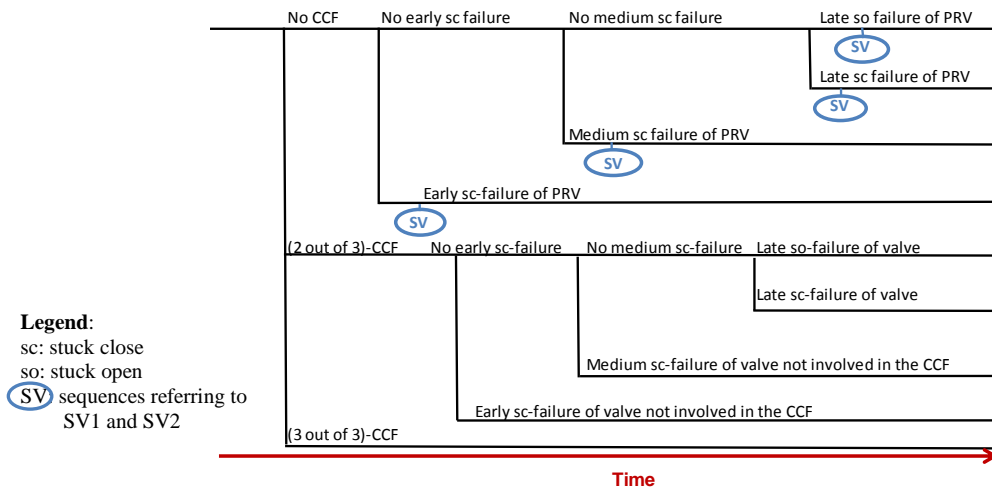 No CCF No early sc failure No medium sc failure Late so failure of PRV
SV
Late sc failure of PRV
SV
Medium sc failure of PRV
SV
Early sc-failure of PRV
SV
(2 out of 3)-CCF No early sc-failure No medium sc-failure Late so-failure of valve
Late sc-failure of valve
Medium sc-failure of valve not involved in the CCF
Early sc-failure of valve not involved in the CCF
(3 out of 3)-CCF
Legend:
sc: stuck close
so: stuck open
SV: sequences referring to
SV1 and SV2
Time